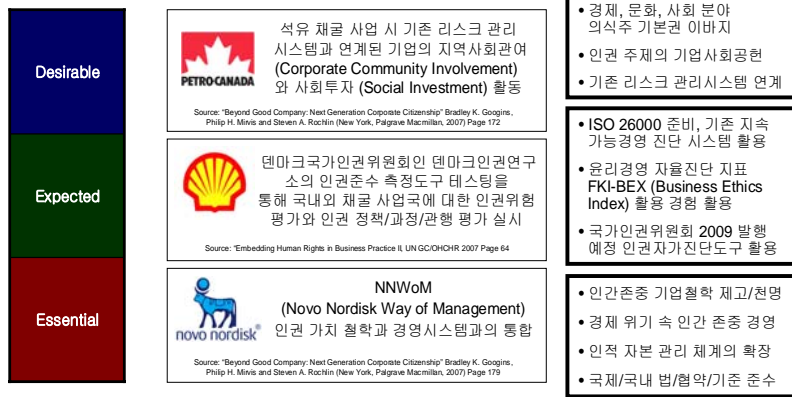 Desirable
PETRO-CANADA
석유 채굴 사업 시 기존 리스크 관리
시스템과 연계된 기업의 지역사회관여
(Corporate Community Involvement)
와 사회투자 (Social Investment) 활동
Source: "Beyond Good Company: Next Generation Corporate Citizenship" Bradley K. Googins,
Philip H. Mirvis and Steven A. Rochlin (New York, Palgrave Macmillan, 2007) Page 172
• 경제, 문화, 사회 분야
의식주 기본권 이바지
• 인권 주제의 기업사회공헌
• 기존 리스크 관리시스템 연계
Expected
덴마크국가인권위원회인 덴마크인권연구
소의 인권준수 측정도구 테스팅을
통해 국내외 채굴 사업국에 대한 인권위험
평가와 인권 정책/과정/관행 평가 실시
Source: "Embedding Human Rights in Business Practice II, UN GC/OHCHR 2007 Page 64
• ISO 26000 준비, 기존 지속
가능경영 진단 시스템 활용
• 윤리경영 자율진단 지표
FKI-BEX (Business Ethics
Index) 활용 경험 활용
• 국가인권위원회 2009 발행
예정 인권자가진단도구 활용
Essential
novo nordisk®
NNWoM
(Novo Nordisk Way of Management)
인권 가치 철학과 경영시스템과의 통합
Source: "Beyond Good Company: Next Generation Corporate Citizenship" Bradley K. Googins,
Philip H. Mirvis and Steven A. Rochlin (New York, Palgrave Macmillan, 2007) Page 179
• 인간존중 기업철학 제고/천명
• 경제 위기 속 인간 존중 경영
• 인적 자본 관리 체계의 확장
• 국제/국내 법/협약/기준 준수